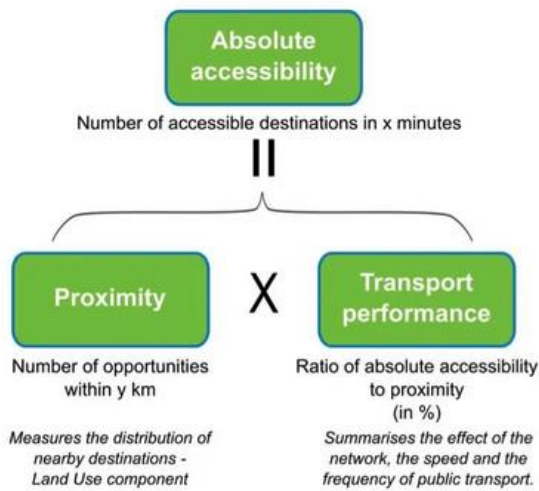 Absolute
accessibility
Number of accessible destinations in x minutes
=
Proximity
X
Transport
performance
Number of opportunities
within y km
Ratio of absolute accessibility
to proximity
(in %)
Measures the distribution of
nearby destinations -
Land Use component
Summarises the effect of the
network, the speed and the
frequency of public transport.